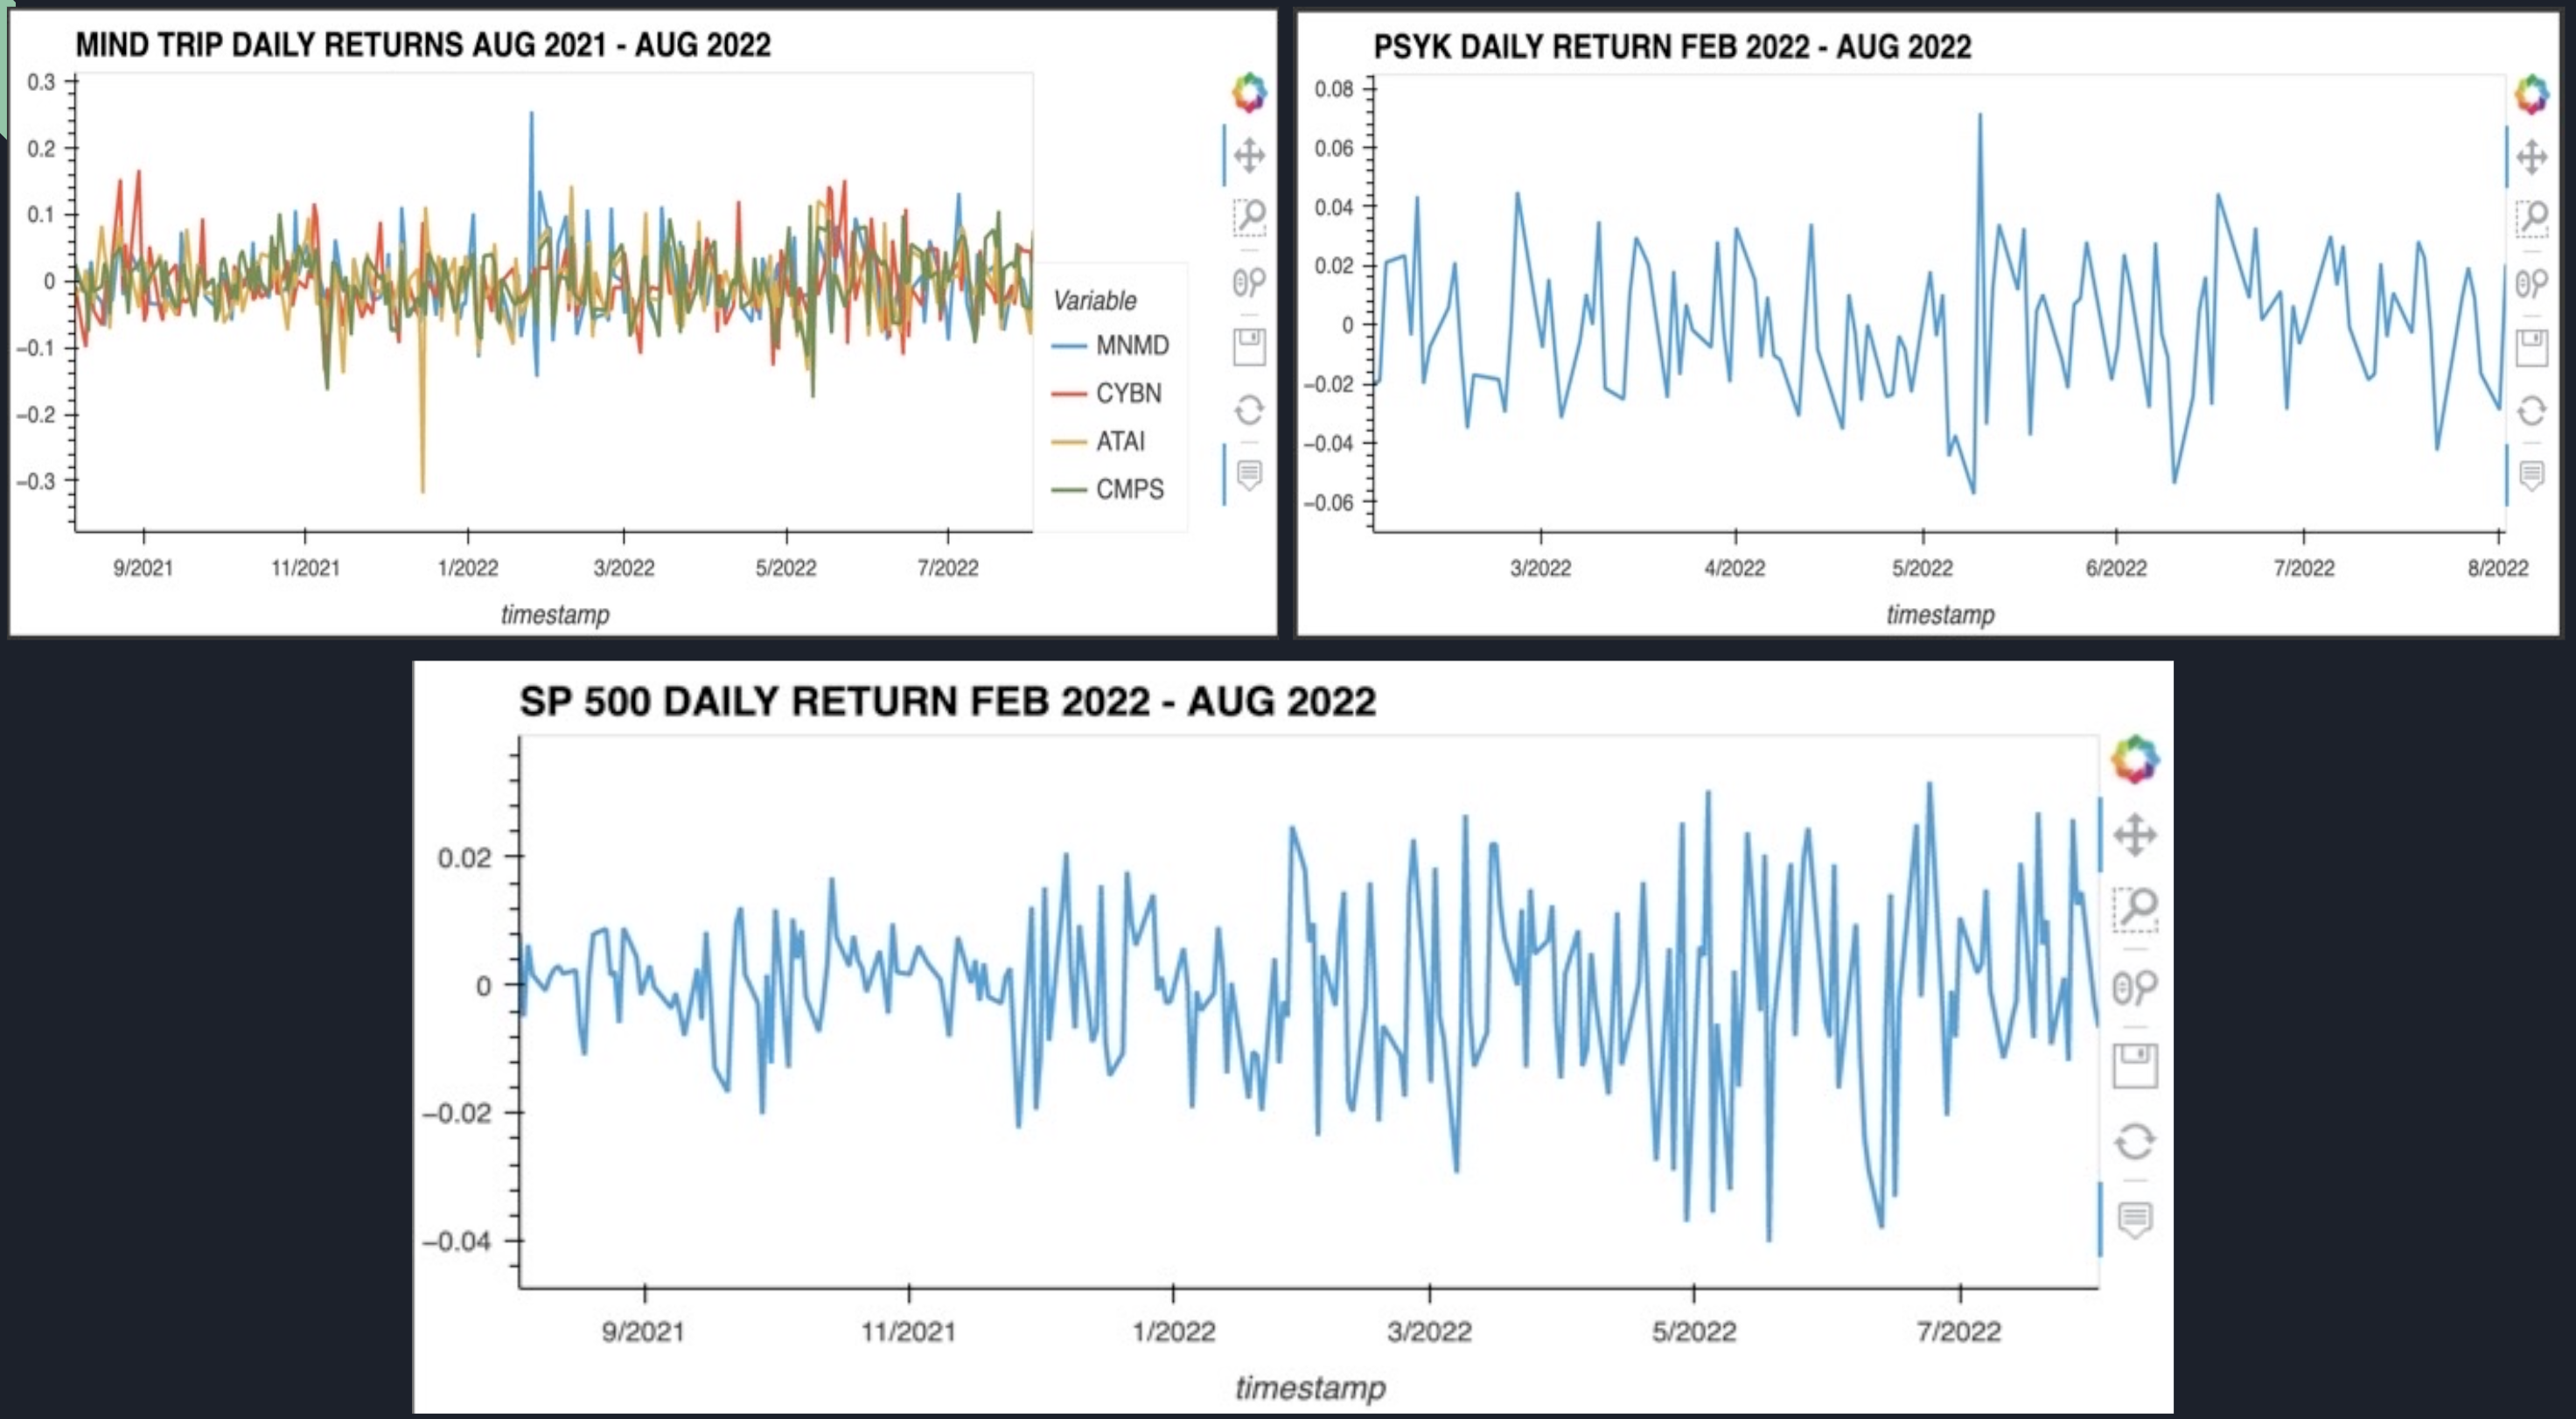 MIND TRIP DAILY RETURNS AUG 2021 - AUG 2022
0.3
0.2
0.1
0
−0.1
−0.2
−0.3
9/2021 11/2021 1/2022 3/2022 5/2022 7/2022
timestamp
Variable
MNMD
CYBN
ATAI
CMPS
PSYK DAILY RETURN FEB 2022 - AUG 2022
0.08
0.06
0.04
0.02
0
−0.02
−0.04
−0.06
3/2022 4/2022 5/2022 6/2022 7/2022 8/2022
timestamp
SP 500 DAILY RETURN FEB 2022 - AUG 2022
0.02
0
−0.02
−0.04
9/2021 11/2021 1/2022 3/2022 5/2022 7/2022
timestamp